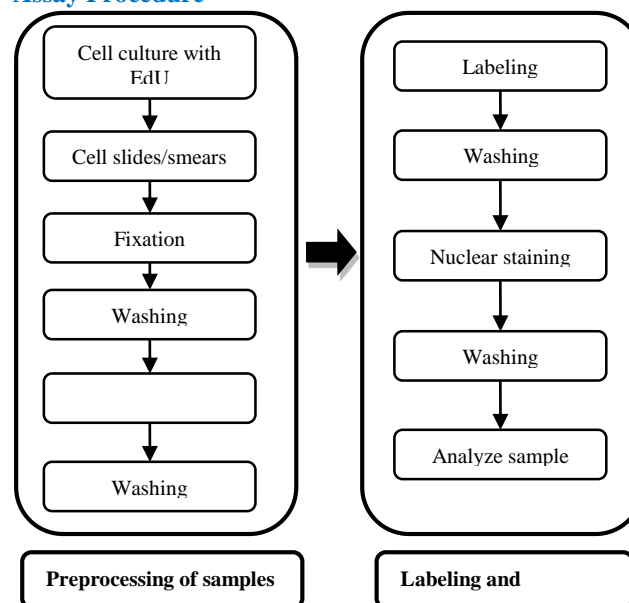 Assay Procedure
Cell culture with
EdU
Cell slides/smears
Fixation
Washing
Washing
Preprocessing of samples
Labeling
Washing
Nuclear staining
Washing
Analyze sample
Labeling and